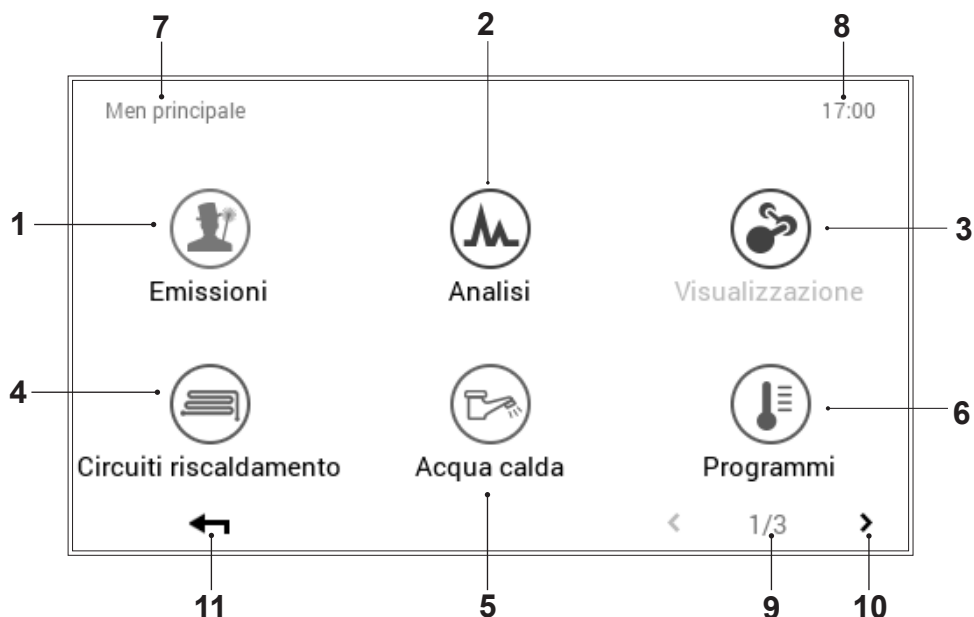 7 2 8
Men principale 17:00
1 3
Emissioni Analisi Visualizzazione
4 6
Circuiti riscaldamento Acqua calda Programmi
< 1/3 >
11 5 9 10